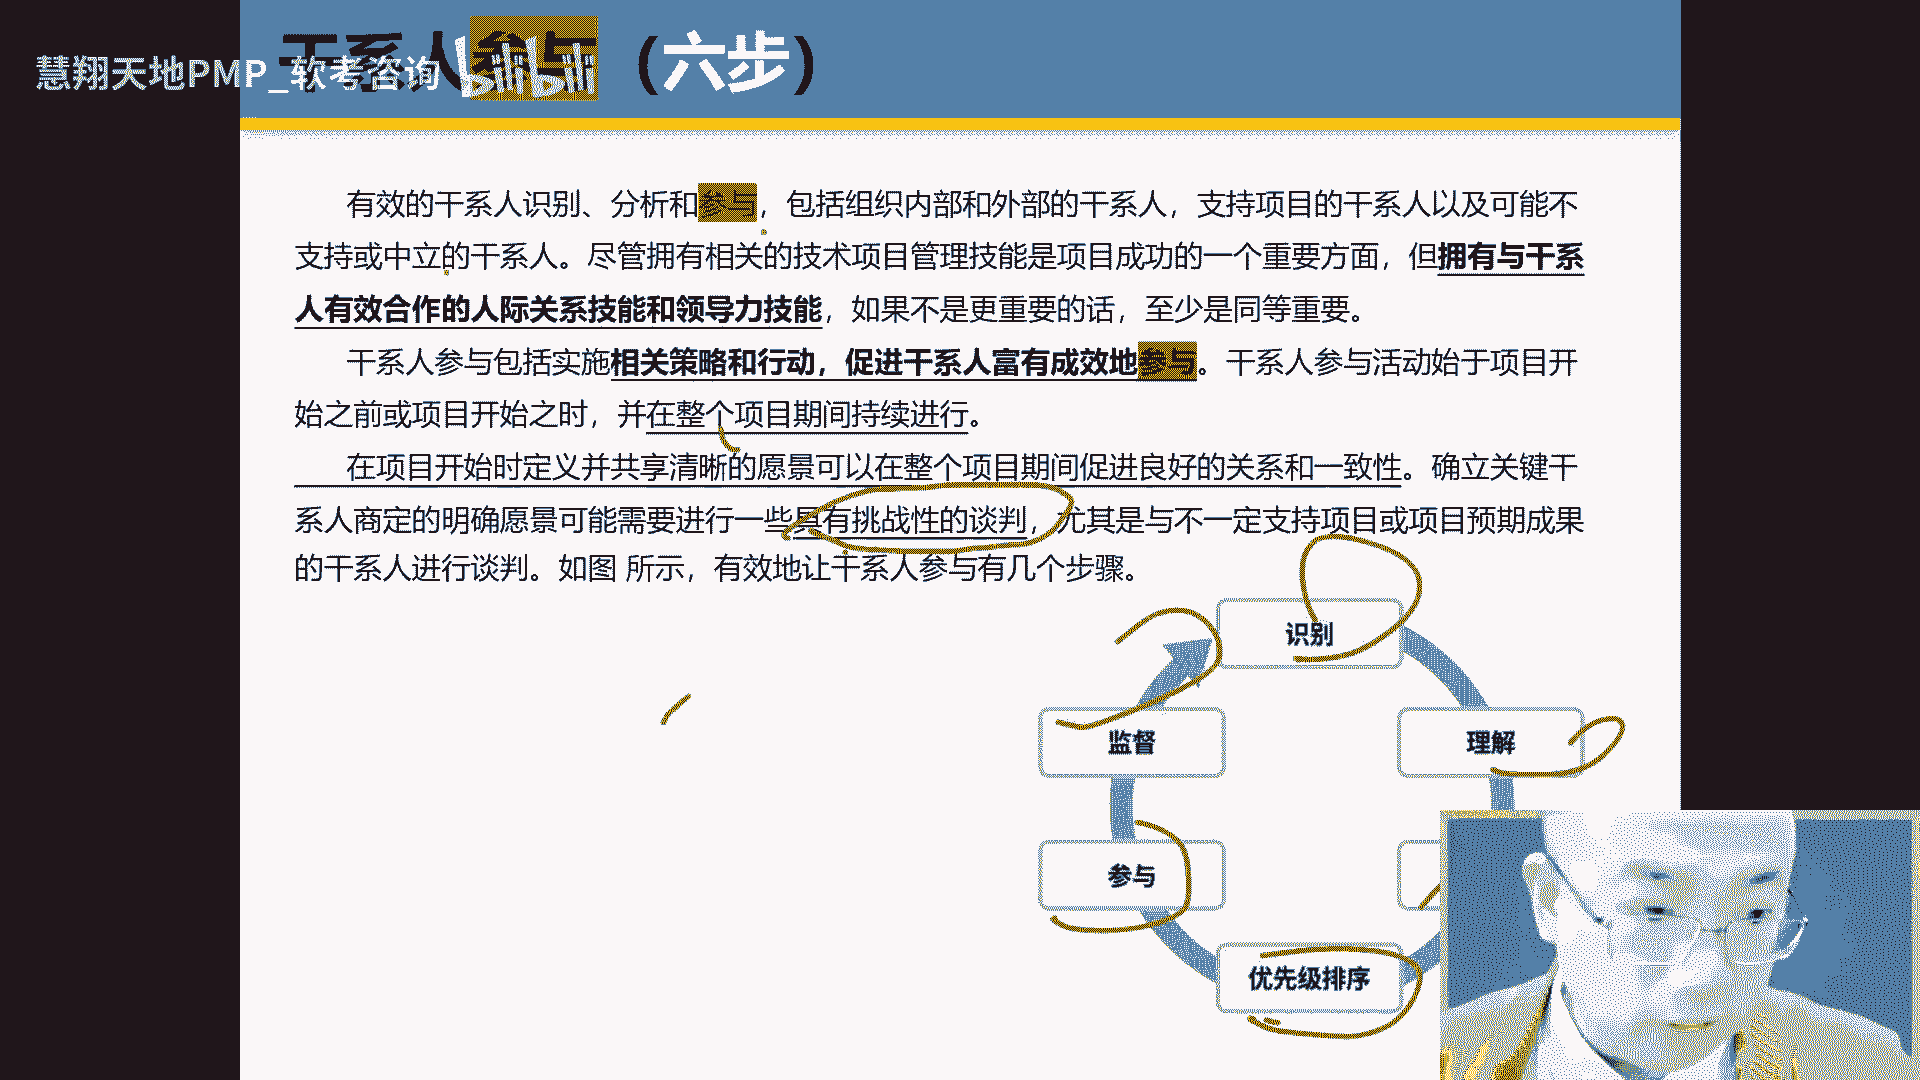 干系人参与（六步）
慧翔天地PMP_软考咨询
bilibili
有效的干系人识别、分析和参与，包括组织内部和外部的干系人，支持项目的干系人以及可能不
支持或中立的干系人。尽管拥有相关的技术项目管理技能是项目成功的一个重要方面，但拥有与干系
人有效合作的人际关系技能和领导力技能，如果不是更重要的话，至少是同等重要。
干系人参与包括实施相关策略和行动，促进干系人富有成效地参与。干系人参与活动始于项目开
始之前或项目开始之时，并在整个项目期间持续进行。
在项目开始时定义并共享清晰的愿景可以在整个项目期间促进良好的关系和一致性。确立关键干
系人商定的明确愿景可能需要进行一些具有挑战性的谈判，尤其是与不一定支持项目或项目预期成果
的干系人进行谈判。如图 所示，有效地让干系人参与有几个步骤。
识别
监督
理解
参与
优先级排序